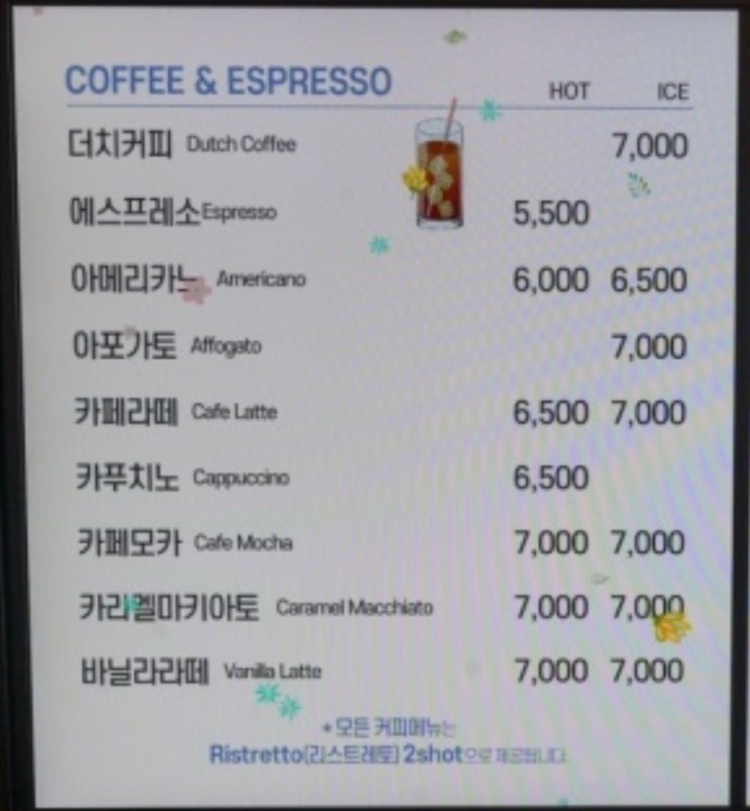 COFFEE & ESPRESSO HOT ICE
더치커피 Dutch Coffee 7,000
에스프레소 Espresso 5,500
아메리카노 Americano 6,000 6,500
아포가토 Affogato 7,000
카페라떼 Cafe Latte 6,500 7,000
카푸치노 Cappuccino 6,500
카페모카 Cafe Mocha 7,000 7,000
카라멜마키아토 Caramel Macchiato 7,000 7,000
바닐라라떼 Vanilla Latte 7,000 7,000
* 모든 커피메뉴는
Ristretto(리스트레토) 2shot으로 제공됩니다.